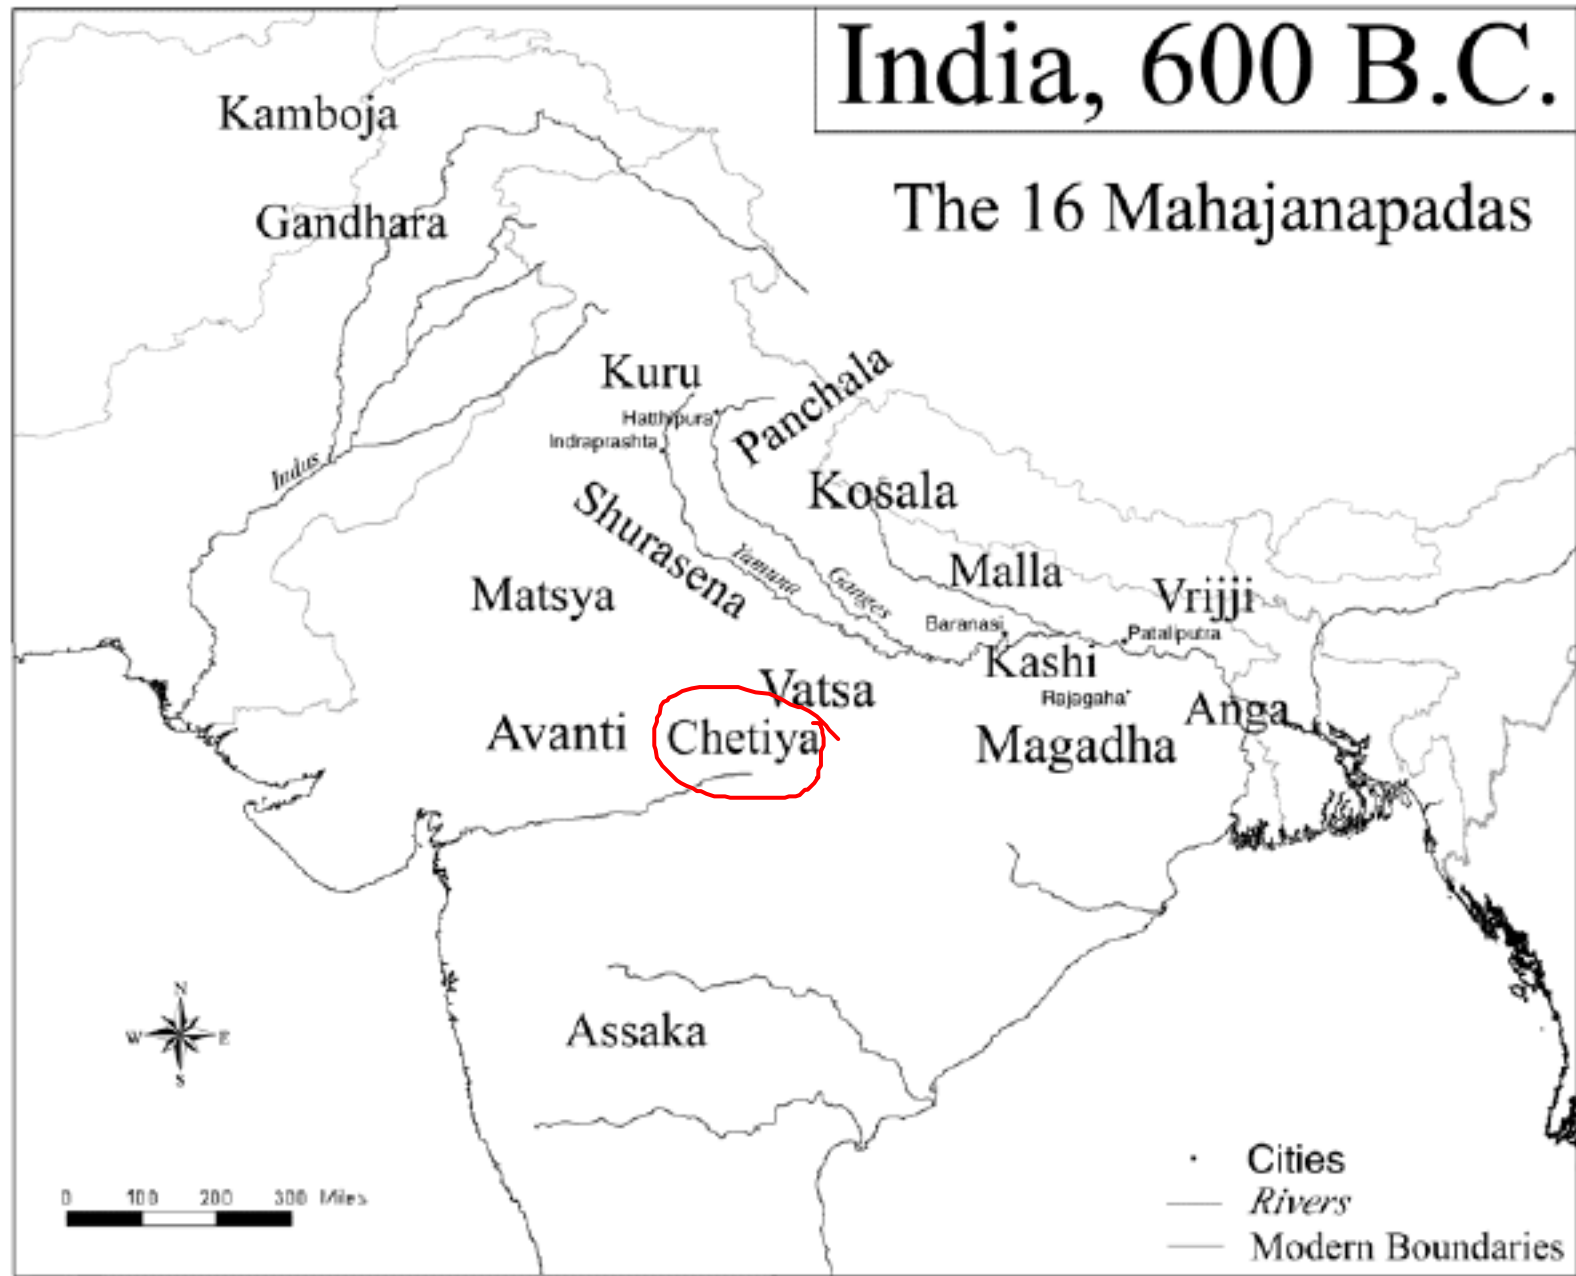 India, 600 B.C.
The 16 Mahajanapadas
Kamboja
Gandhara
Kuru
Panchala
Hatthipura
Indraprashta
Indus
Kosala
Shurasena
Yamuna
Ganges
Malla
Matsya
Vrijji
Baranasi
Pataliputra
Kashi
Vatsa
Rajagaha
Anga
Avanti
Chetiya
Magadha
Assaka
N
W E
S
0 100 200 300 Miles
Cities
Rivers
Modern Boundaries